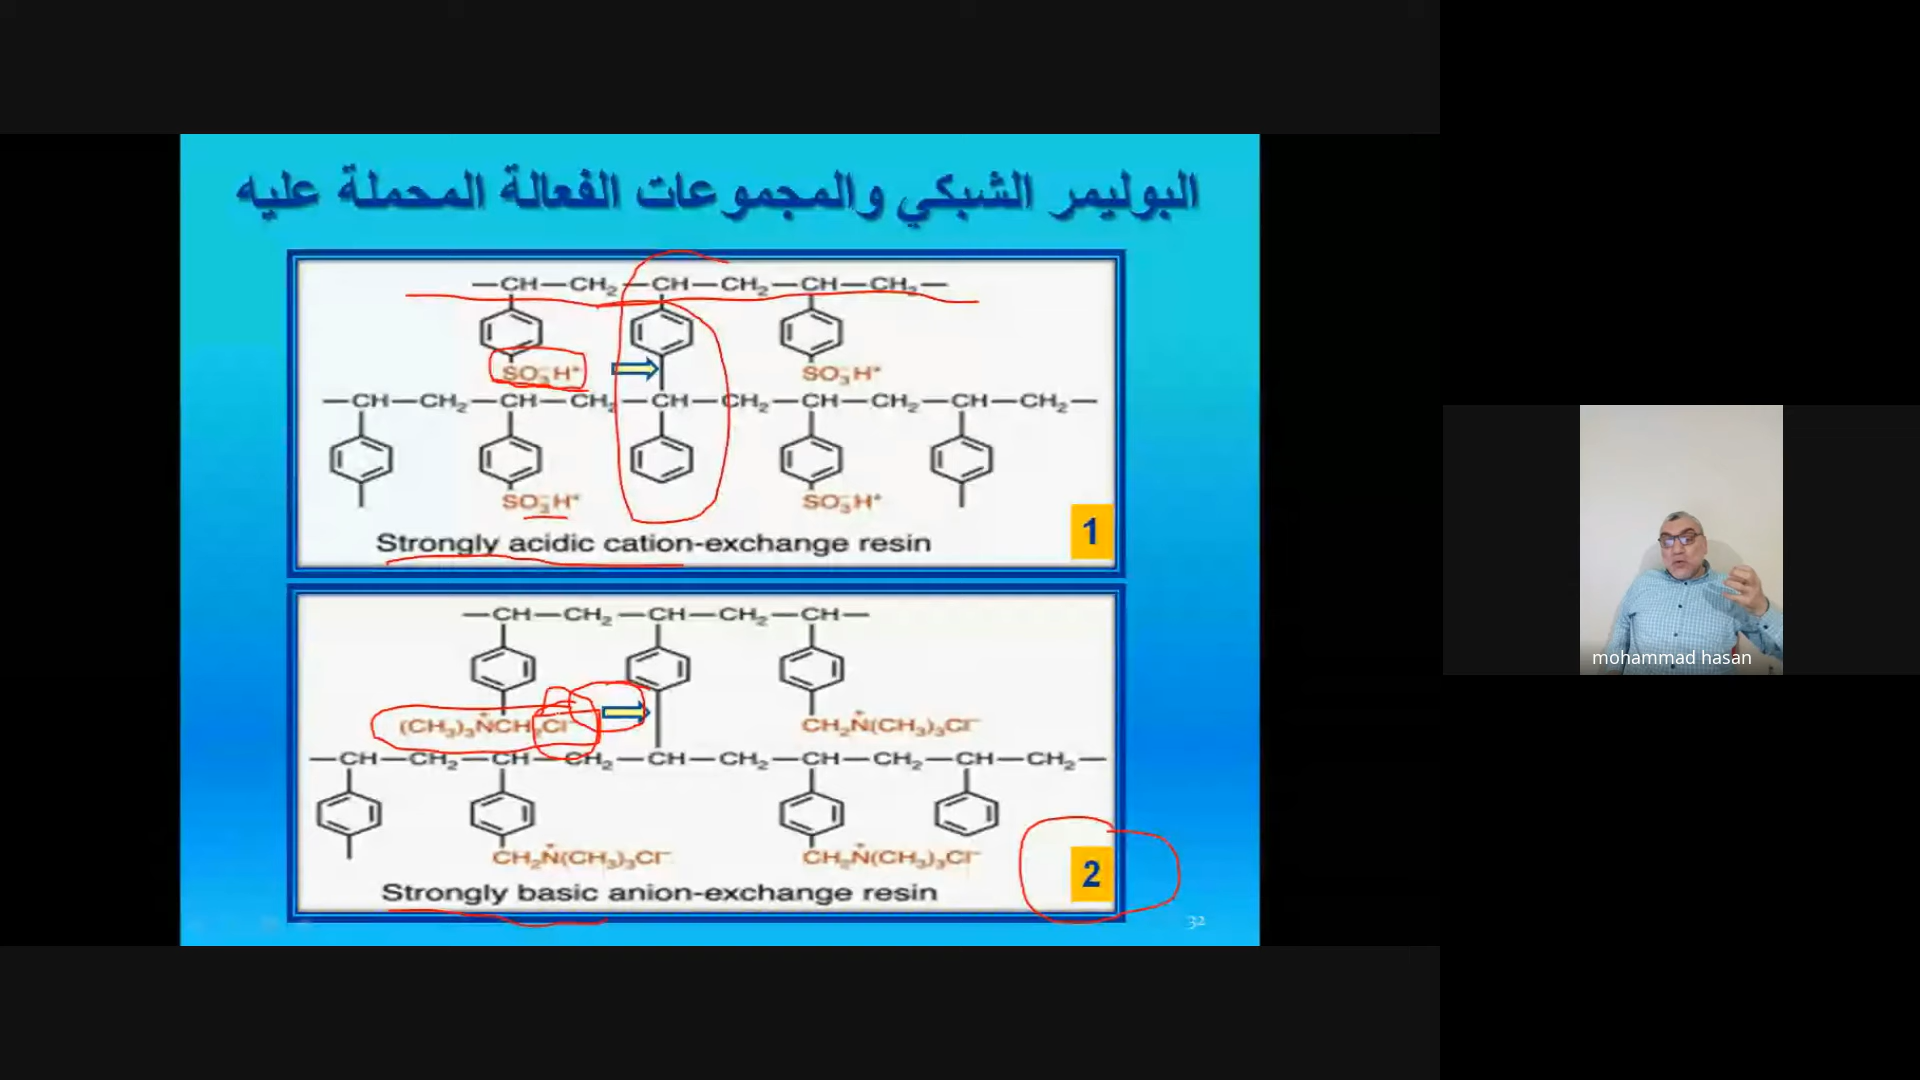 البوليمر الشبكي والمجموعات الفعالة المحملة عليه
—CH—CH₂—CH—CH₂—CH—CH₂—
SO₃⁻H⁺ SO₃⁻H⁺
—CH—CH₂—CH—CH₂—CH—CH₂—CH—CH₂—CH—CH₂—
SO₃⁻H⁺ SO₃⁻H⁺
Strongly acidic cation-exchange resin
1
—CH—CH₂—CH—CH₂—CH—
(CH₃)₃N⁺CH₂Cl⁻ CH₂N⁺(CH₃)₃Cl⁻
—CH—CH₂—CH—CH₂—CH—CH₂—CH—CH₂—CH—CH₂—
CH₂N⁺(CH₃)₃Cl⁻ CH₂N⁺(CH₃)₃Cl⁻
Strongly basic anion-exchange resin
2
32
mohammad hasan